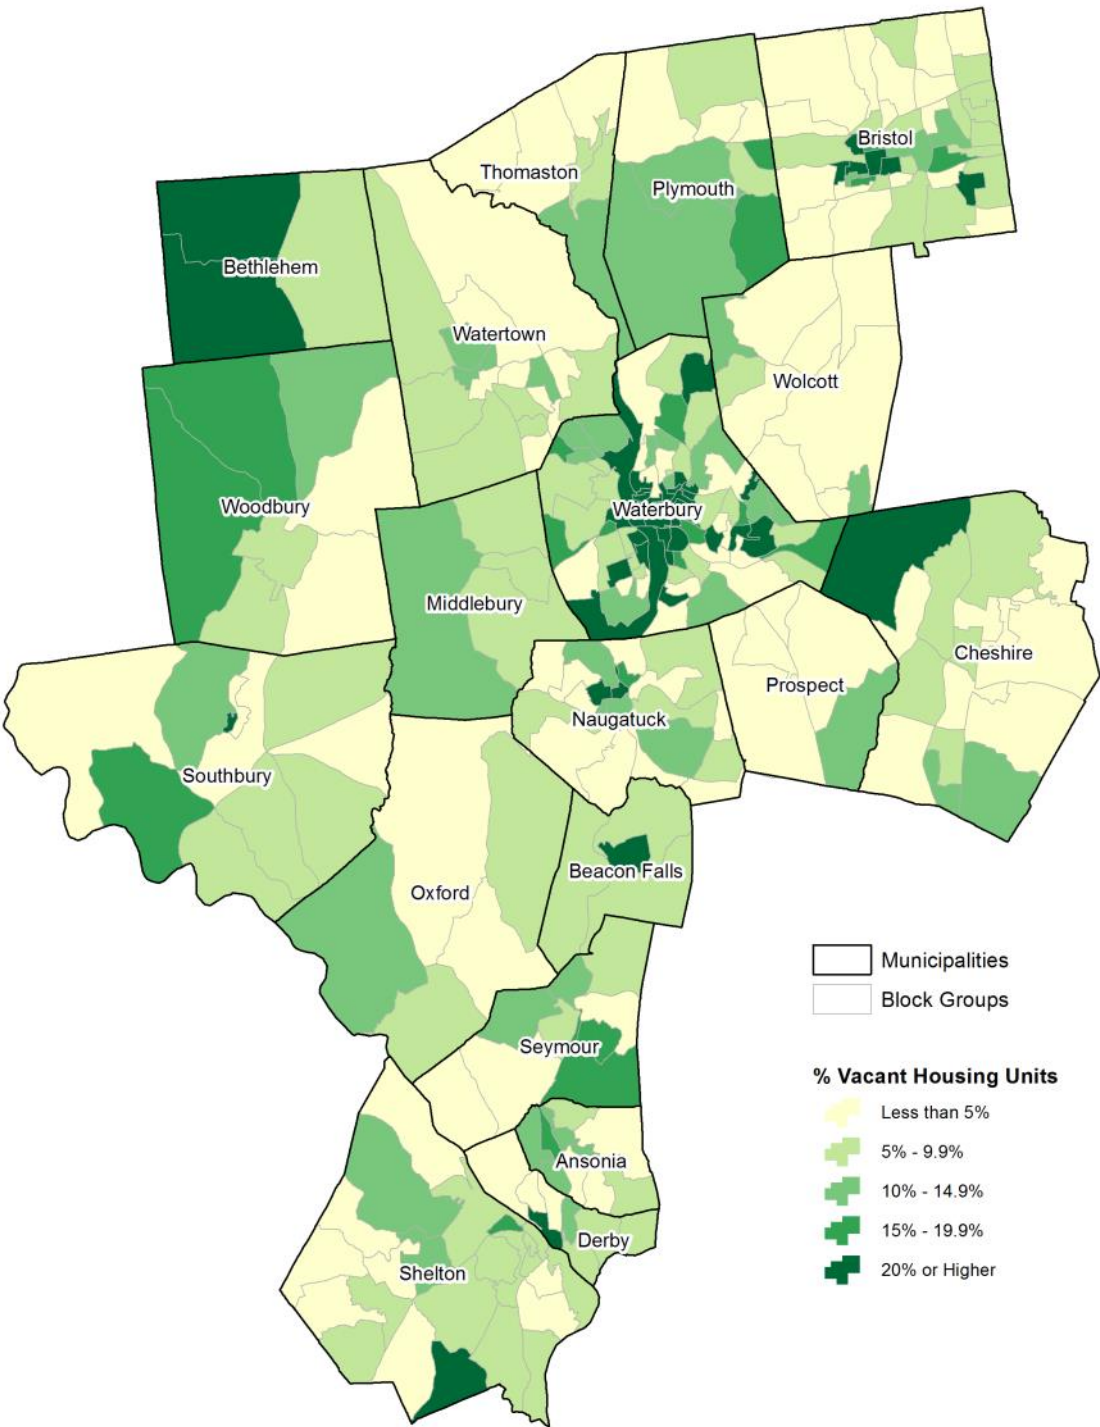 Bristol
Thomaston
Plymouth
Bethlehem
Watertown
Wolcott
Woodbury
Waterbury
Middlebury
Cheshire
Prospect
Naugatuck
Southbury
Beacon Falls
Oxford
Municipalities
Block Groups
Seymour
% Vacant Housing Units
Less than 5%
5% - 9.9%
Ansonia
10% - 14.9%
15% - 19.9%
Derby
20% or Higher
Shelton